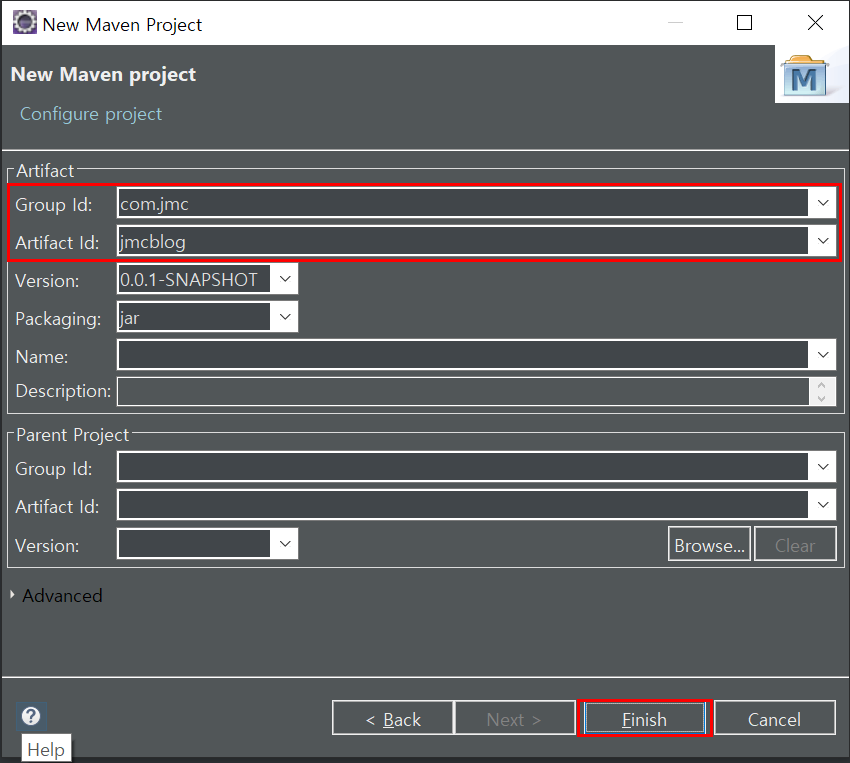 New Maven Project
New Maven project
Configure project
M
Artifact
Group Id: com.jmc
Artifact Id: jmcblog
Version: 0.0.1-SNAPSHOT
Packaging: jar
Name:
Description:
Parent Project
Group Id:
Artifact Id:
Version: Browse... Clear
Advanced
? < Back Next > Finish Cancel
Help